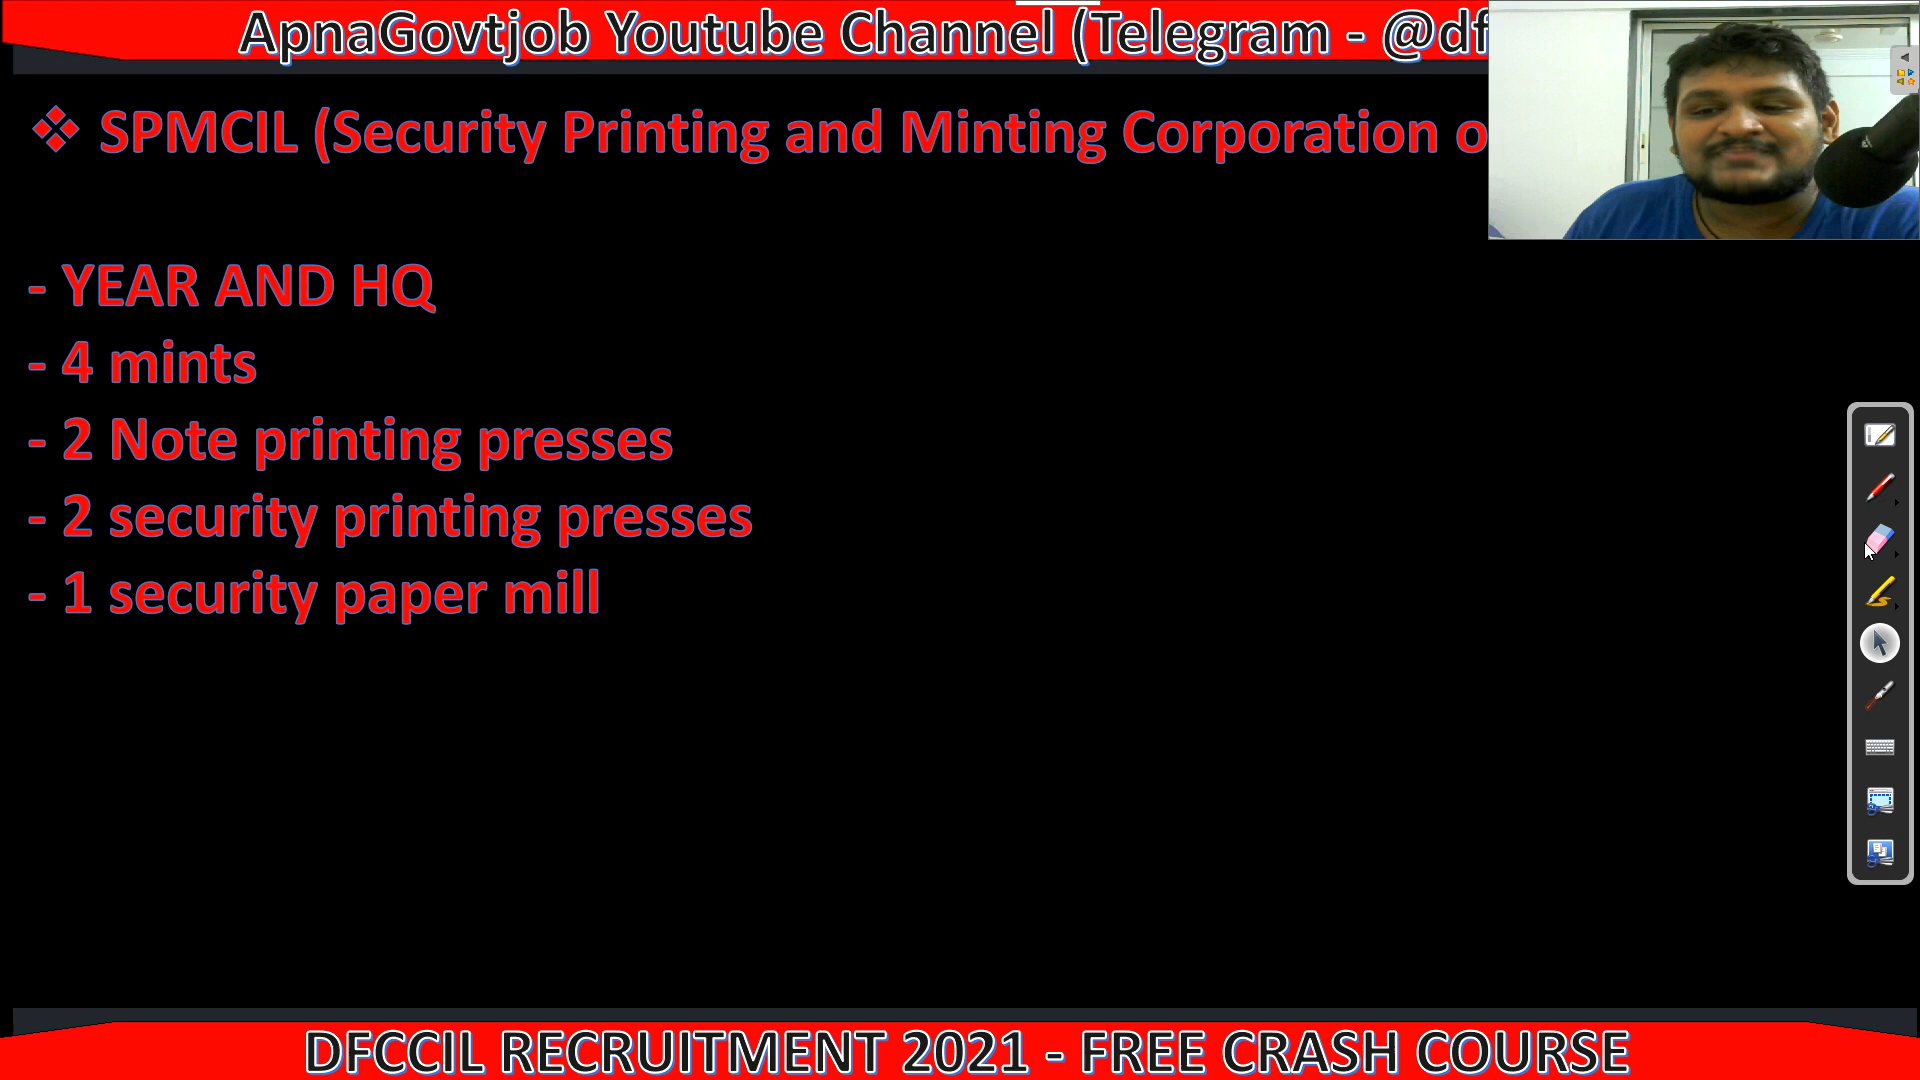 ApnaGovtjob Youtube Channel (Telegram - @df
❖ SPMCIL (Security Printing and Minting Corporation o
- YEAR AND HQ
- 4 mints
- 2 Note printing presses
- 2 security printing presses
- 1 security paper mill
DFCCIL RECRUITMENT 2021 - FREE CRASH COURSE